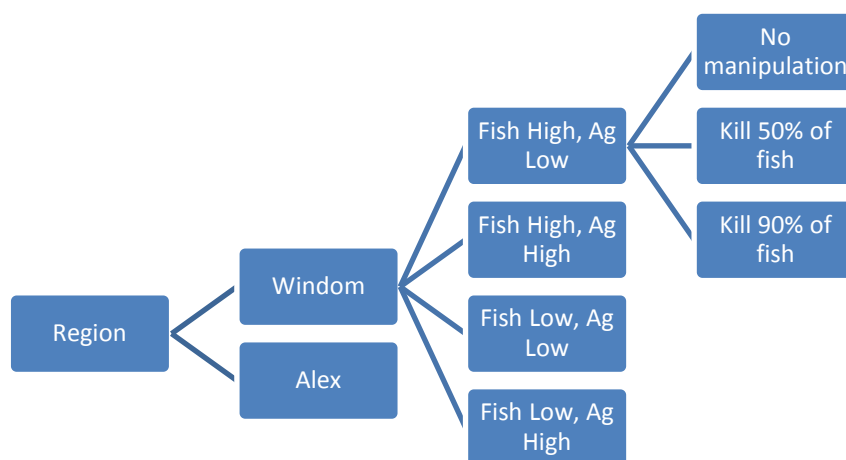 Region
Windom
Alex
Fish High, Ag
Low
Fish High, Ag
High
Fish Low, Ag
Low
Fish Low, Ag
High
No
manipulation
Kill 50% of
fish
Kill 90% of
fish